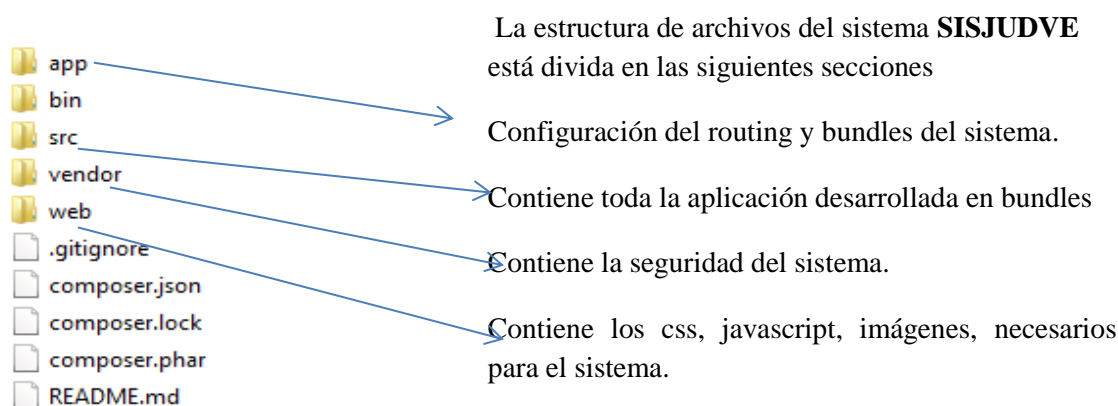 La estructura de archivos del sistema SISJUDVE
está divida en las siguientes secciones
app
bin
src
vendor
web
.gitignore
composer.json
composer.lock
composer.phar
README.md
Configuración del routing y bundles del sistema.
Contiene toda la aplicación desarrollada en bundles
Contiene la seguridad del sistema.
Contiene los css, javascript, imágenes, necesarios
para el sistema.